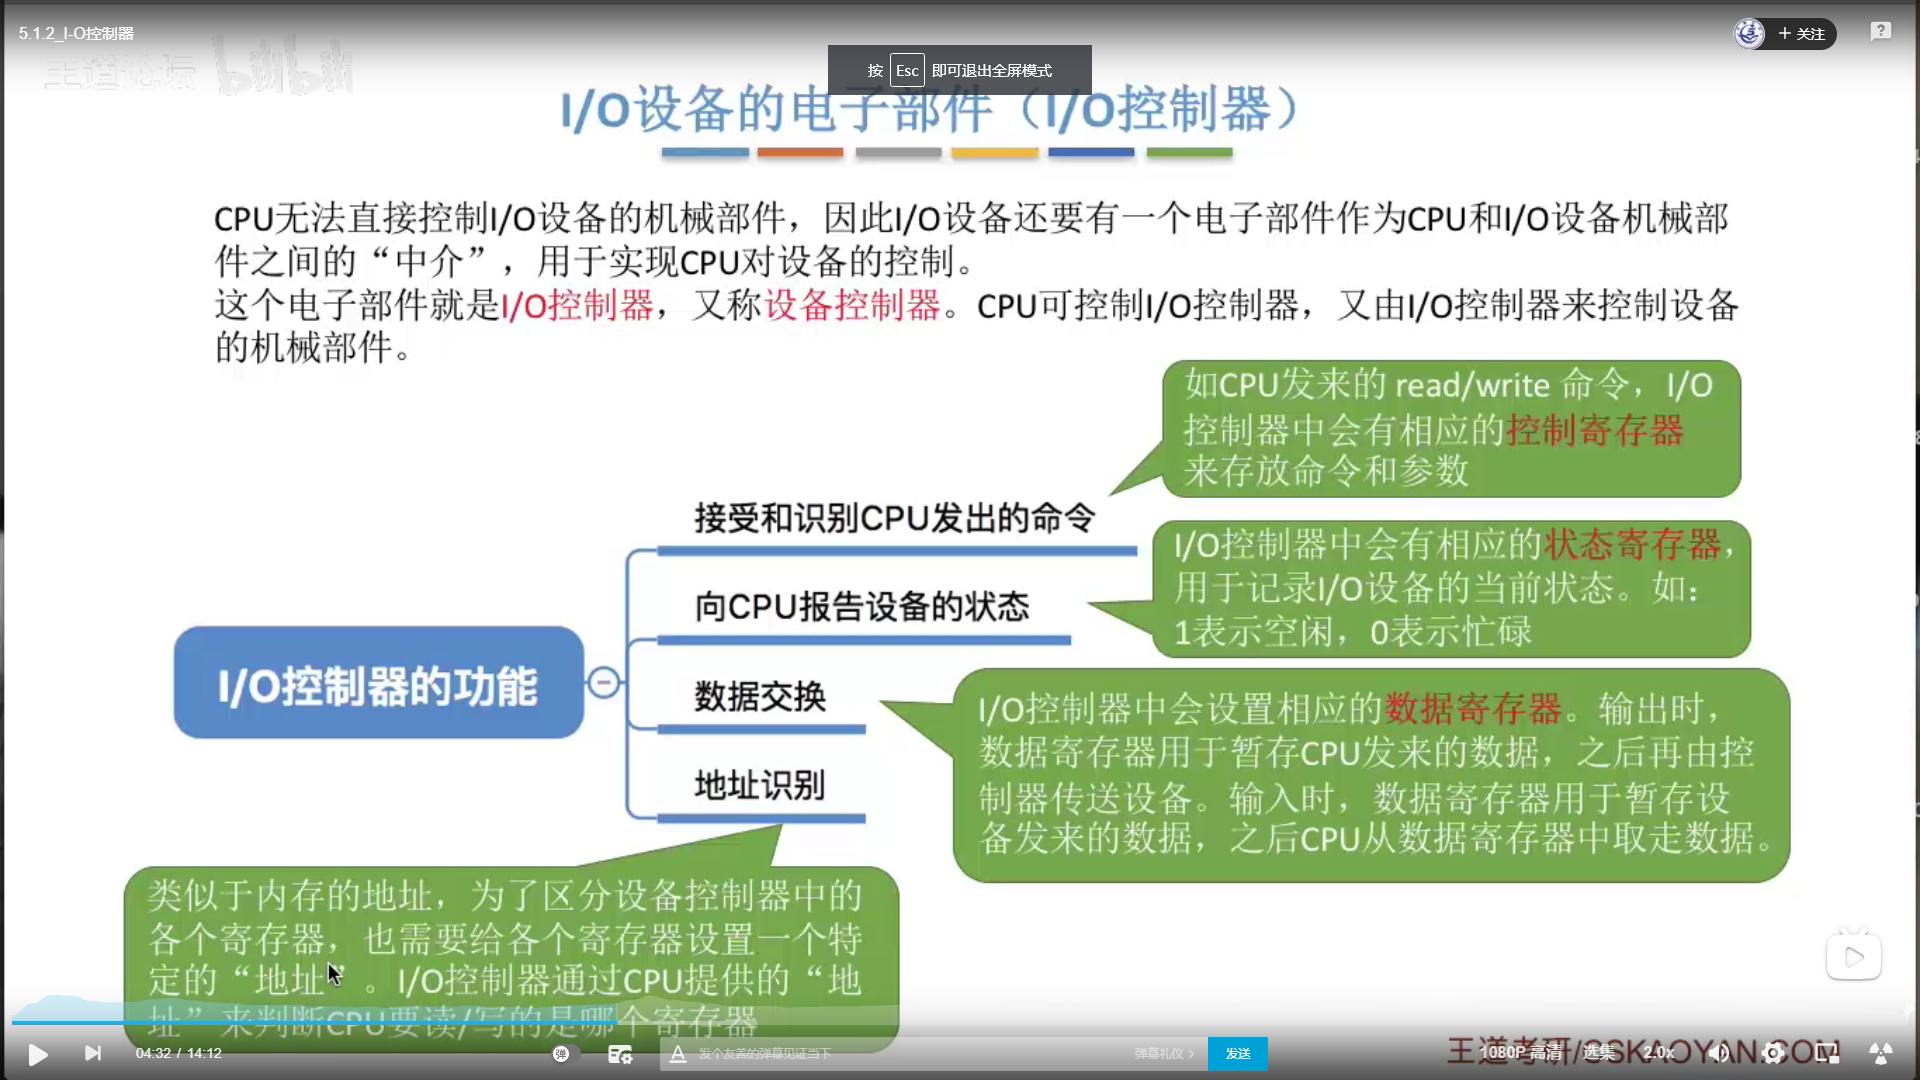 5.1.2_I-O控制器
+ 关注
王道论坛 bilibili
按 Esc 即可退出全屏模式
I/O设备的电子部件（I/O控制器）
CPU无法直接控制I/O设备的机械部件，因此I/O设备还要有一个电子部件作为CPU和I/O设备机械部
件之间的“中介”，用于实现CPU对设备的控制。
这个电子部件就是I/O控制器，又称设备控制器。CPU可控制I/O控制器，又由I/O控制器来控制设备
的机械部件。
如CPU发来的 read/write 命令，I/O
控制器中会有相应的控制寄存器
来存放命令和参数
接受和识别CPU发出的命令
I/O控制器中会有相应的状态寄存器，
用于记录I/O设备的当前状态。如：
1表示空闲，0表示忙碌
向CPU报告设备的状态
I/O控制器的功能
数据交换
I/O控制器中会设置相应的数据寄存器。输出时，
数据寄存器用于暂存CPU发来的数据，之后再由控
制器传送设备。输入时，数据寄存器用于暂存设
备发来的数据，之后CPU从数据寄存器中取走数据。
地址识别
类似于内存的地址，为了区分设备控制器中的
各个寄存器，也需要给各个寄存器设置一个特
定的“地址”。I/O控制器通过CPU提供的“地
址”来判断CPU要读/写的是哪个寄存器
04:32 / 14:12
弹
A 发个友善的弹幕见证当下
弹幕礼仪 >
发送
王道考研/CSKAOYAN.COM
1080P 高清
选集
2.0x